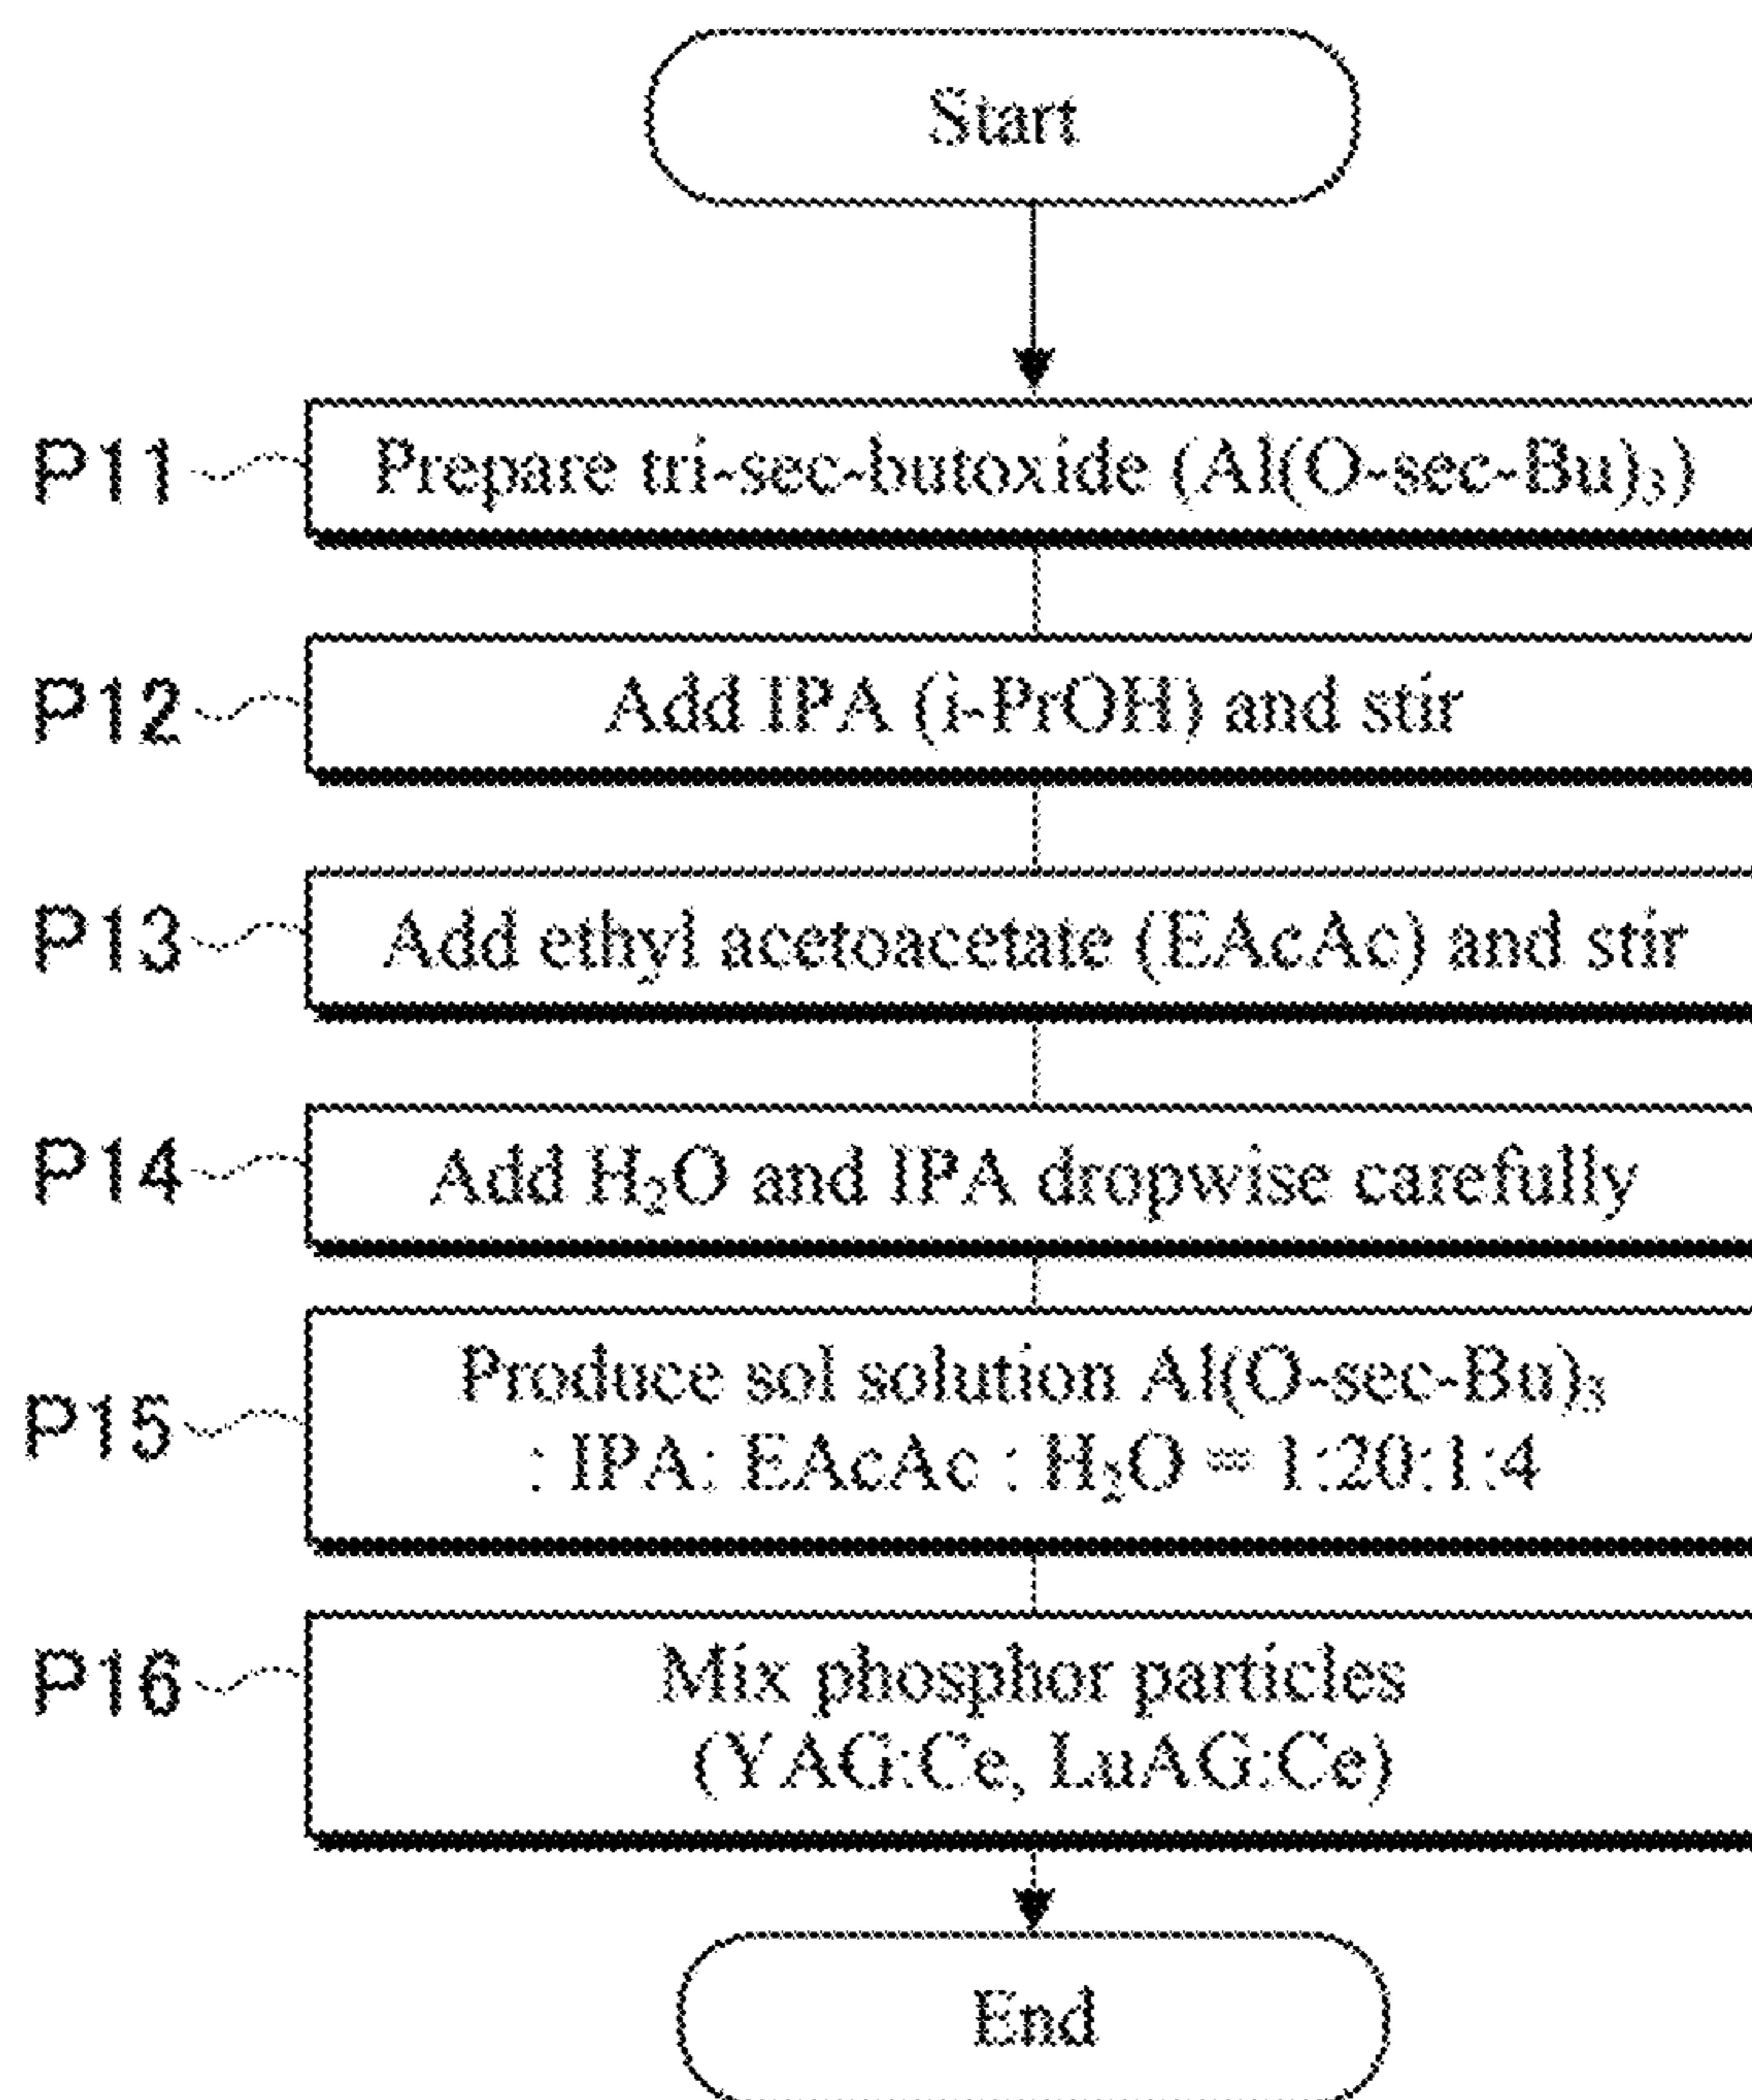 Start
P11 Prepare tri-sec-butoxide (Al(O-sec-Bu)₃)
P12 Add IPA (i-PrOH) and stir
P13 Add ethyl acetoacetate (EAcAc) and stir
P14 Add H₂O and IPA dropwise carefully
P15 Produce sol solution Al(O-sec-Bu)₃
: IPA: EAcAc : H₂O = 1:20:1:4
P16 Mix phosphor particles
(YAG:Ce, LuAG:Ce)
End